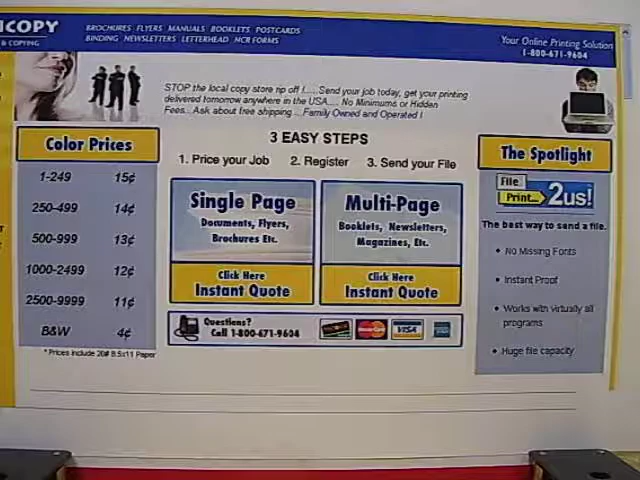 ICOPY
& COPYING
BROCHURES FLYERS MANUALS BOOKLETS POSTCARDS
BINDING NEWSLETTERS LETTERHEAD NCR FORMS
Your Online Printing Solution
1-800-671-9604
STOP the local copy store rip off !.....Send your job today, get your printing
delivered tomorrow anywhere in the USA..... No Minimums or Hidden
Fees...Ask about free shipping ... Family Owned and Operated !
3 EASY STEPS
1. Price your Job 2. Register 3. Send your File
Color Prices
1-249 15¢
250-499 14¢
500-999 13¢
1000-2499 12¢
2500-9999 11¢
B&W 4¢
* Prices include 20# 8.5x11 Paper
Single Page
Documents, Flyers,
Brochures Etc.
Click Here
Instant Quote
Multi-Page
Booklets, Newsletters,
Magazines, Etc.
Click Here
Instant Quote
Questions?
Call 1-800-671-9604
MasterCard
VISA
The Spotlight
File
Print... 2us!
The best way to send a file.
• No Missing Fonts
• Instant Proof
• Works with virtually all
programs
• Huge file capacity